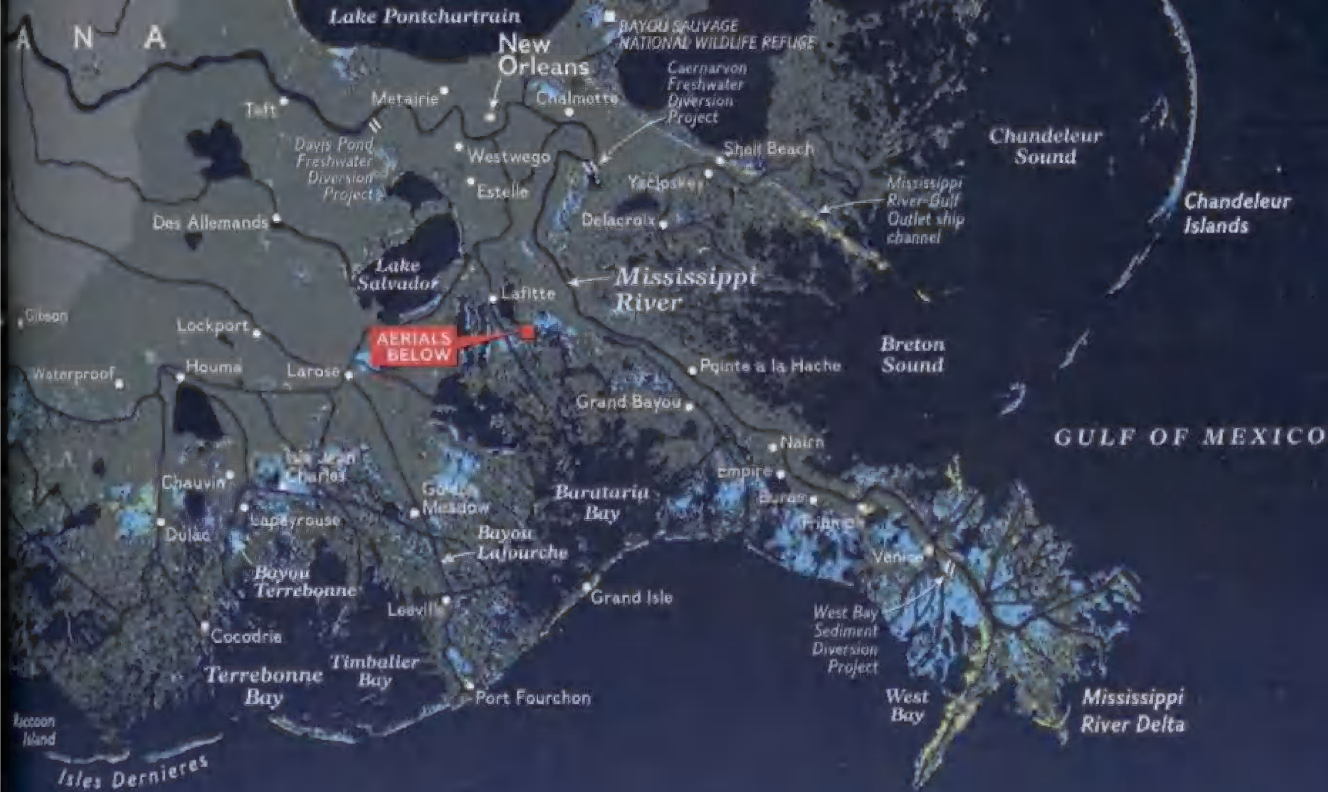 Lake Pontchartrain
BAYOU SAUVAGE
NATIONAL WILDLIFE REFUGE
A N A
New
Orleans
Caernarvon
Freshwater
Diversion
Project
Taft
Metairie
Chalmette
Davis Pond
Freshwater
Diversion
Project
Westwego
Estelle
Shell Beach
Yscloskey
Chandeleur
Sound
Mississippi
River-Gulf
Outlet ship
channel
Chandeleur
Islands
Des Allemands
Delacroix
Lake
Salvador
Mississippi
River
Lafitte
Gibson
Lockport
AERIALS
BELOW
Breton
Sound
Waterproof
Houma
Larose
Pointe a la Hache
Grand Bayou
GULF OF MEXICO
Nairn
Empire
Buras
Isle Jean
Charles
Chauvin
Golden
Meadow
Barataria
Bay
Triumph
Dulac
Lapeyrouse
Bayou
Lafourche
Venice
Bayou
Terrebonne
Leeville
Grand Isle
West Bay
Sediment
Diversion
Project
Cocodrie
Terrebonne
Bay
Timbalier
Bay
Port Fourchon
West
Bay
Mississippi
River Delta
Raccoon
Island
Isles Dernieres